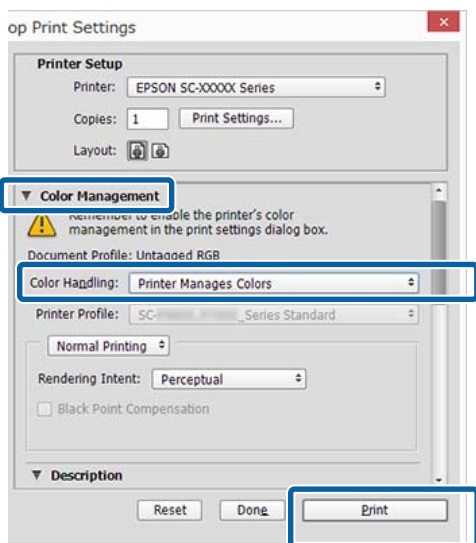 op Print Settings
Printer Setup
Printer: EPSON SC-XXXXX Series
Copies: 1 Print Settings...
Layout:
Color Management
Remember to enable the printer's color
management in the print settings dialog box.
Document Profile: Untagged RGB
Color Handling: Printer Manages Colors
Printer Profile: SC- _Series Standard
Normal Printing
Rendering Intent: Perceptual
Black Point Compensation
Description
Reset Done Print